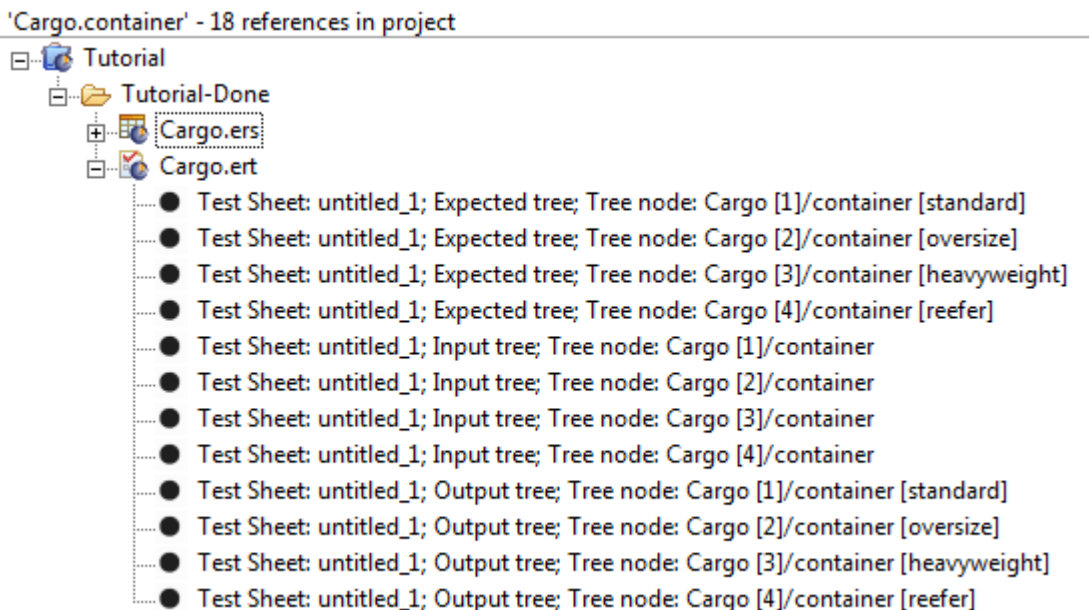 'Cargo.container' - 18 references in project
Tutorial
Tutorial-Done
Cargo.ers
Cargo.ert
Test Sheet: untitled_1; Expected tree; Tree node: Cargo [1]/container [standard]
Test Sheet: untitled_1; Expected tree; Tree node: Cargo [2]/container [oversize]
Test Sheet: untitled_1; Expected tree; Tree node: Cargo [3]/container [heavyweight]
Test Sheet: untitled_1; Expected tree; Tree node: Cargo [4]/container [reefer]
Test Sheet: untitled_1; Input tree; Tree node: Cargo [1]/container
Test Sheet: untitled_1; Input tree; Tree node: Cargo [2]/container
Test Sheet: untitled_1; Input tree; Tree node: Cargo [3]/container
Test Sheet: untitled_1; Input tree; Tree node: Cargo [4]/container
Test Sheet: untitled_1; Output tree; Tree node: Cargo [1]/container [standard]
Test Sheet: untitled_1; Output tree; Tree node: Cargo [2]/container [oversize]
Test Sheet: untitled_1; Output tree; Tree node: Cargo [3]/container [heavyweight]
Test Sheet: untitled_1; Output tree; Tree node: Cargo [4]/container [reefer]